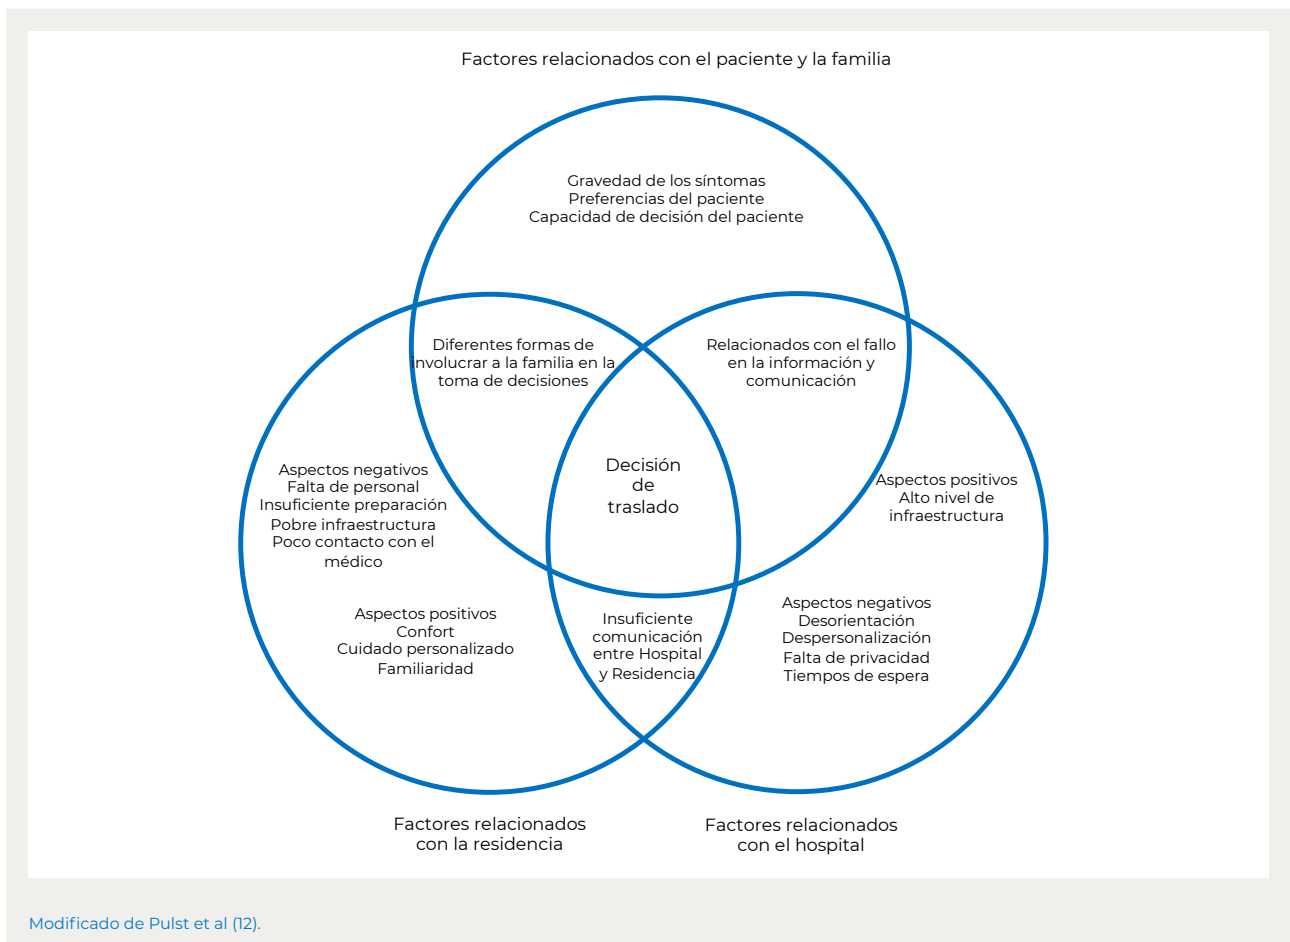 Factores relacionados con el paciente y la familia
Gravedad de los síntomas
Preferencias del paciente
Capacidad de decisión del paciente
Diferentes formas de
involucrar a la familia en la
toma de decisiones
Relacionados con el fallo
en la información y
comunicación
Decisión
de
traslado
Aspectos negativos
Falta de personal
Insuficiente preparación
Pobre infraestructura
Poco contacto con el
médico
Aspectos positivos
Confort
Cuidado personalizado
Familiaridad
Aspectos positivos
Alto nivel de
infraestructura
Aspectos negativos
Desorientación
Despersonalización
Falta de privacidad
Tiempos de espera
Insuficiente
comunicación
entre Hospital
y Residencia
Factores relacionados
con la residencia
Factores relacionados
con el hospital
Modificado de Pulst et al (12).